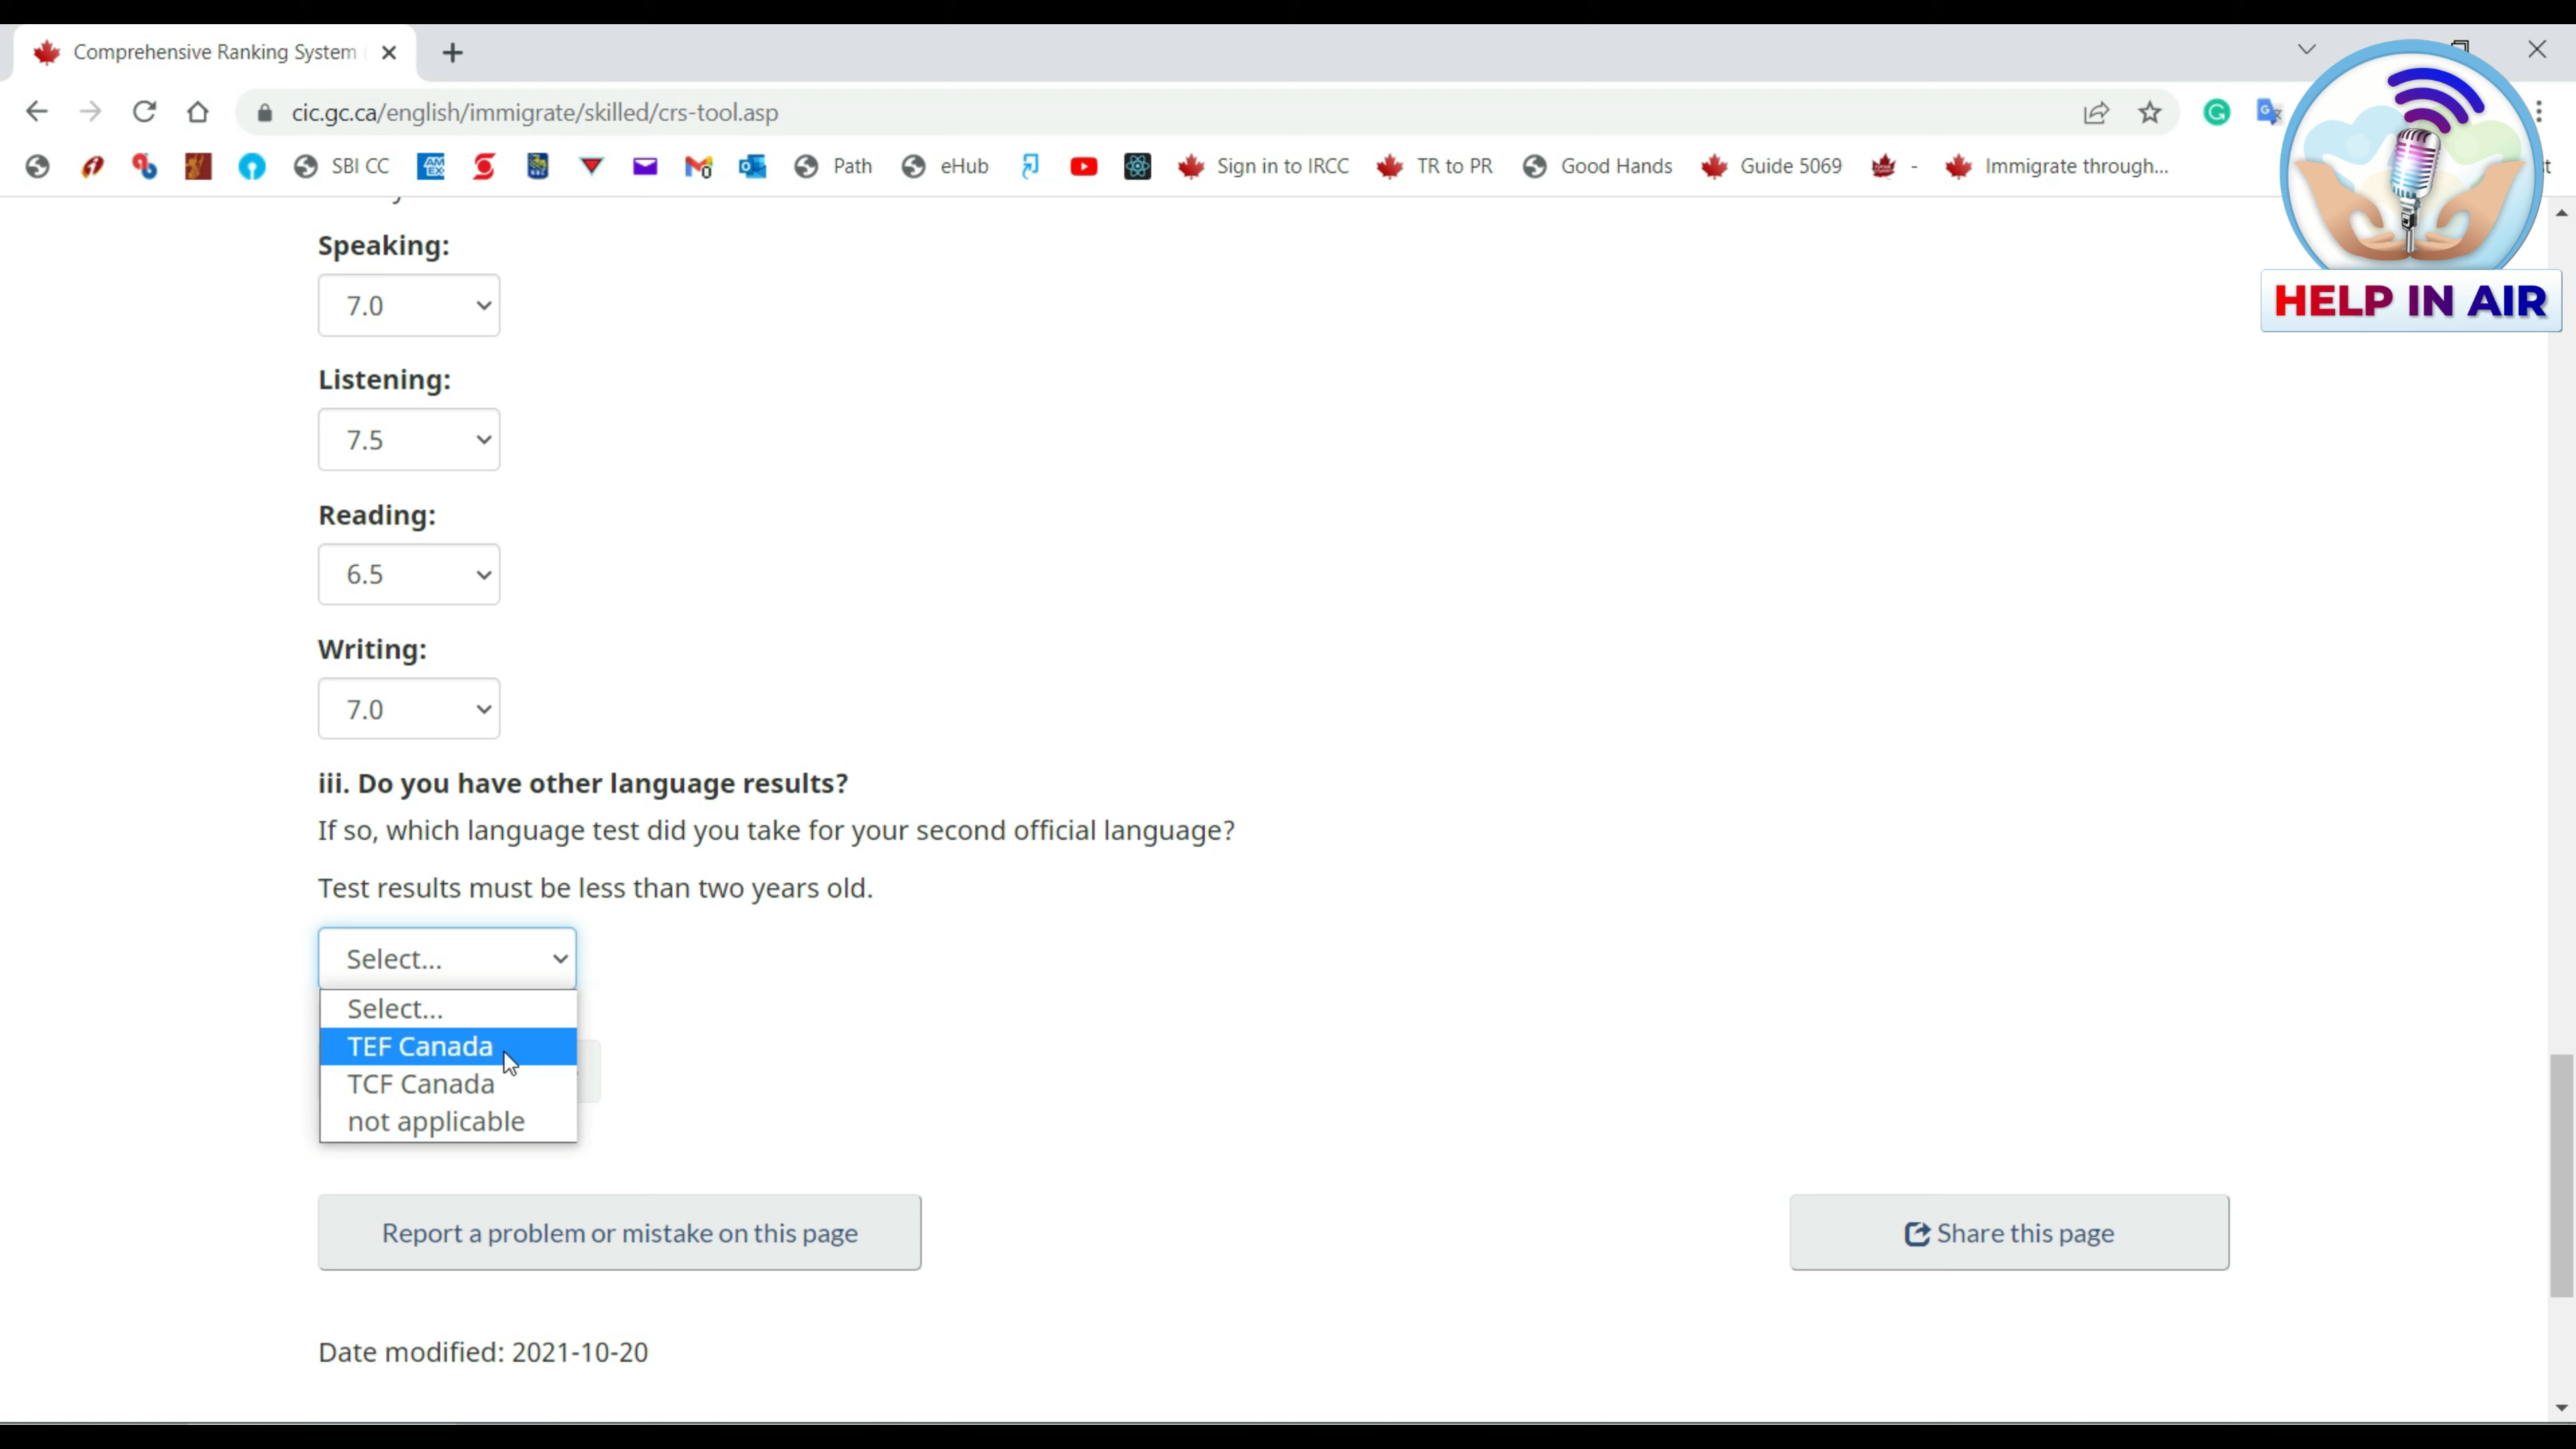 Comprehensive Ranking System
cic.gc.ca/english/immigrate/skilled/crs-tool.asp
SBI CC
AM EX
Path
eHub
Sign in to IRCC
TR to PR
Good Hands
Guide 5069
-
Immigrate through...
HELP IN AIR
Speaking:
7.0
Listening:
7.5
Reading:
6.5
Writing:
7.0
iii. Do you have other language results?
If so, which language test did you take for your second official language?
Test results must be less than two years old.
Select...
Select...
TEF Canada
TCF Canada
not applicable
Report a problem or mistake on this page
Share this page
Date modified: 2021-10-20